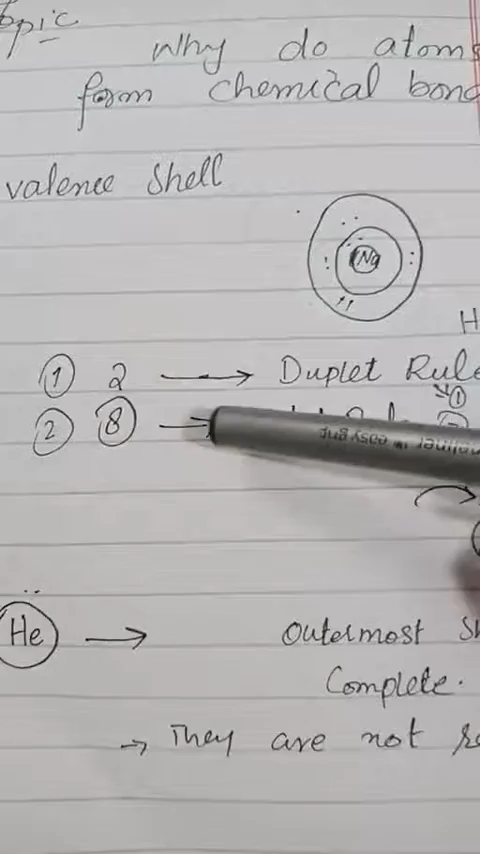 Topic
Why do atoms
form chemical bond
valence Shell
Na
H
① 2 → Duplet Rule
② 8 →
He → Outermost
Complete.
→ They are not